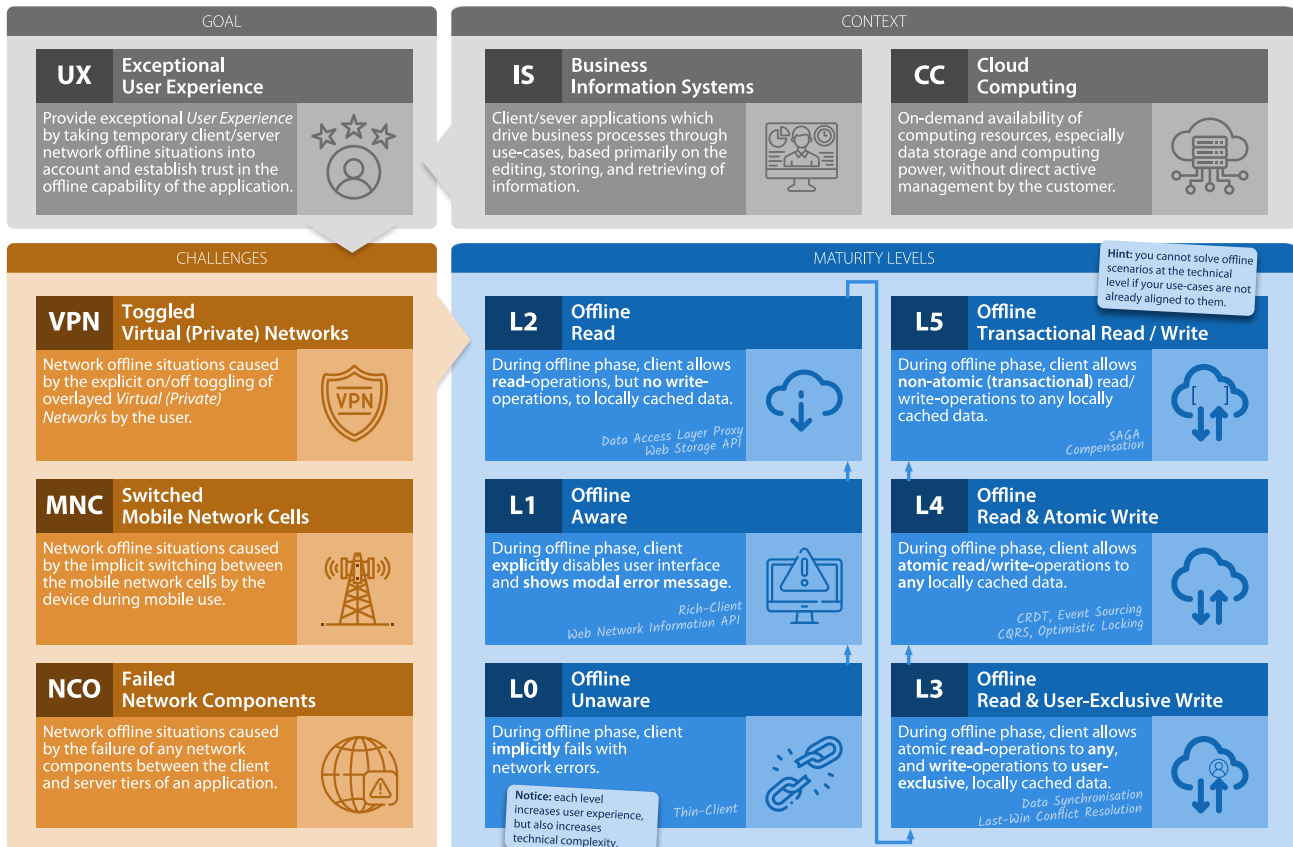 GOAL
UX
Exceptional
User Experience
Provide exceptional User Experience
by taking temporary client/server
network offline situations into
account and establish trust in the
offline capability of the application.
CONTEXT
IS
Business
Information Systems
Client/sever applications which
drive business processes through
use-cases, based primarily on the
editing, storing, and retrieving of
information.
CC
Cloud
Computing
On-demand availability of
computing resources, especially
data storage and computing
power, without direct active
management by the customer.
CHALLENGES
VPN
Toggled
Virtual (Private) Networks
Network offline situations caused
by the explicit on/off toggling of
overlayed Virtual (Private)
Networks by the user.
VPN
MNC
Switched
Mobile Network Cells
Network offline situations caused
by the implicit switching between
the mobile network cells by the
device during mobile use.
NCO
Failed
Network Components
Network offline situations caused
by the failure of any network
components between the client
and server tiers of an application.
MATURITY LEVELS
Hint: you cannot solve offline
scenarios at the technical
level if your use-cases are not
already aligned to them.
L2
Offline
Read
During offline phase, client allows
read-operations, but no write-
operations, to locally cached data.
Data Access Layer Proxy
Web Storage API
L1
Offline
Aware
During offline phase, client
explicitly disables user interface
and shows modal error message.
Rich-Client
Web Network Information API
L0
Offline
Unaware
During offline phase, client
implicitly fails with
network errors.
Thin-Client
Notice: each level
increases user experience,
but also increases
technical complexity.
L5
Offline
Transactional Read / Write
During offline phase, client allows
non-atomic (transactional) read/
write-operations to any locally
cached data.
SAGA
Compensation
[ ]
L4
Offline
Read & Atomic Write
During offline phase, client allows
atomic read/write-operations to
any locally cached data.
CRDT, Event Sourcing
CQRS, Optimistic Locking
L3
Offline
Read & User-Exclusive Write
During offline phase, client allows
atomic read-operations to any,
and write-operations to user-
exclusive, locally cached data.
Data Synchronisation
Last-Win Conflict Resolution